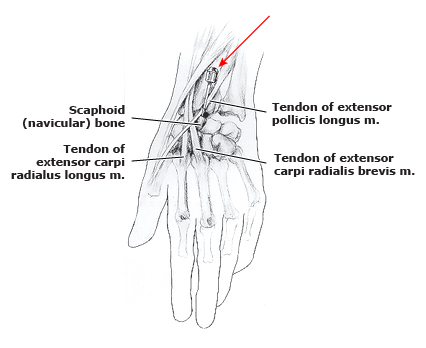 Scaphoid
(navicular) bone
Tendon of
extensor carpi
radialus longus m.
Tendon of extensor
pollicis longus m.
Tendon of extensor
carpi radialis brevis m.